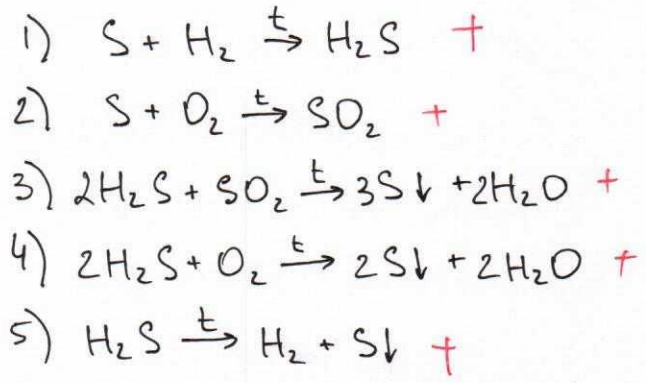 1) S + H₂ →ᵗ H₂S +
2) S + O₂ →ᵗ SO₂ +
3) 2H₂S + SO₂ →ᵗ 3S↓ + 2H₂O +
4) 2H₂S + O₂ →ᵗ 2S↓ + 2H₂O +
5) H₂S →ᵗ H₂ + S↓ +